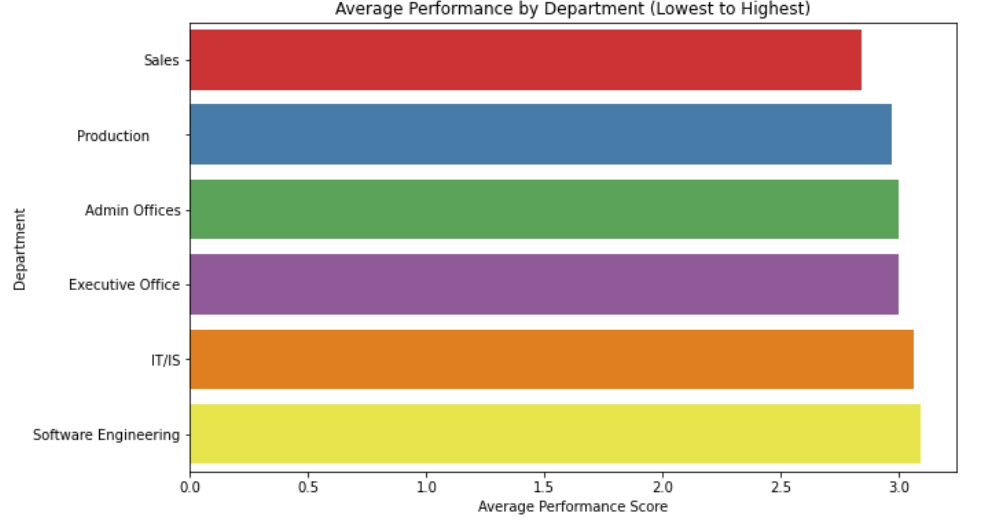 Average Performance by Department (Lowest to Highest)
Sales
Production
Admin Offices
Executive Office
IT/IS
Software Engineering
Department
0.0 0.5 1.0 1.5 2.0 2.5 3.0
Average Performance Score